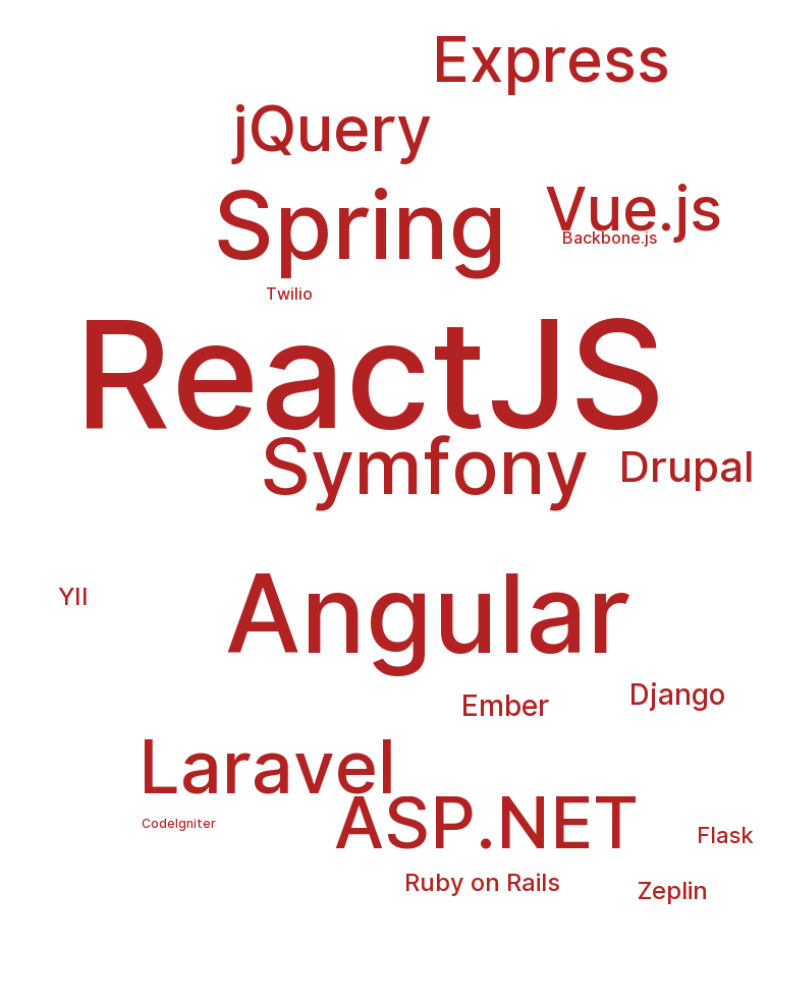 Express
jQuery
Spring
Vue.js
Backbone.js
Twilio
ReactJS
Symfony
Drupal
YII
Angular
Ember
Django
Laravel
ASP.NET
CodeIgniter
Flask
Ruby on Rails
Zeplin